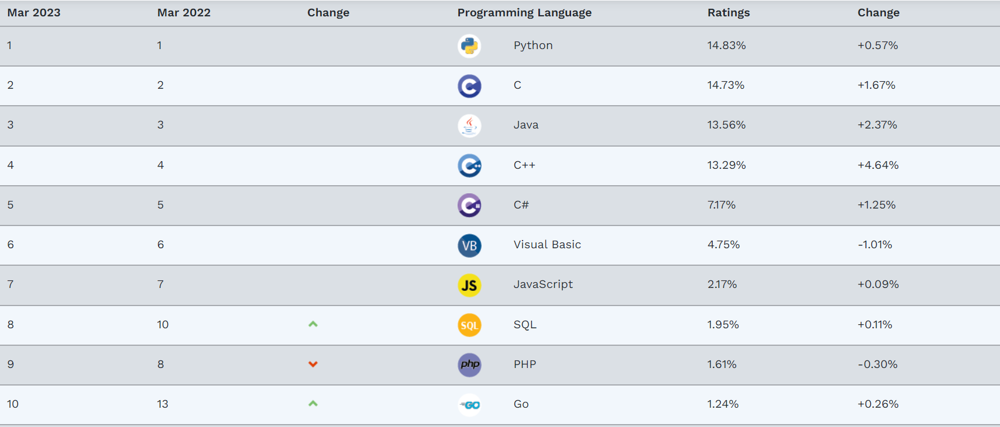 Mar 2023 Mar 2022 Change Programming Language Ratings Change
1 1 Python 14.83% +0.57%
2 2 C C 14.73% +1.67%
3 3 Java 13.56% +2.37%
4 4 C++ C++ 13.29% +4.64%
5 5 C# C# 7.17% +1.25%
6 6 VB Visual Basic 4.75% -1.01%
7 7 JS JavaScript 2.17% +0.09%
8 10 SQL SQL 1.95% +0.11%
9 8 php PHP 1.61% -0.30%
10 13 GO Go 1.24% +0.26%